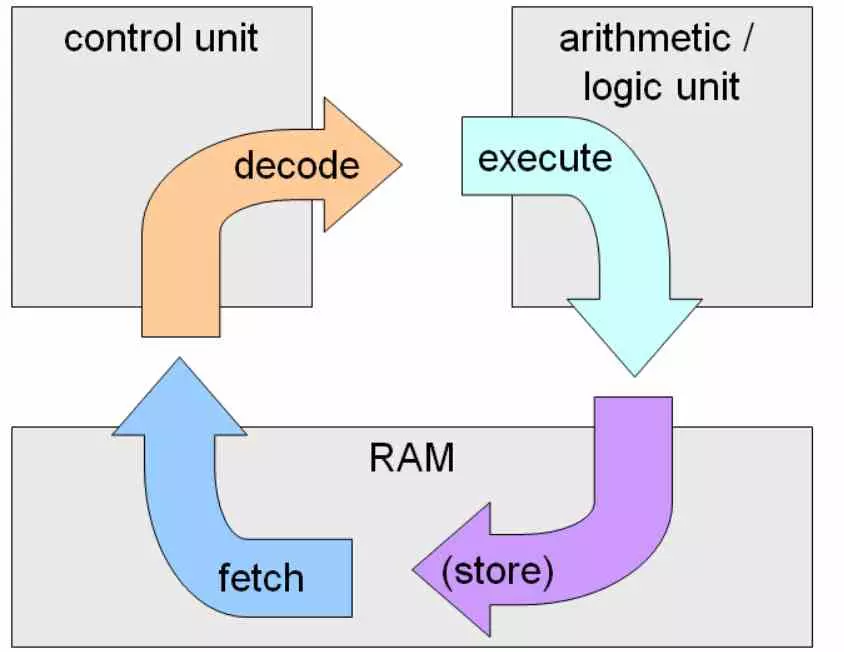 control unit
arithmetic /
logic unit
decode
execute
RAM
fetch
(store)